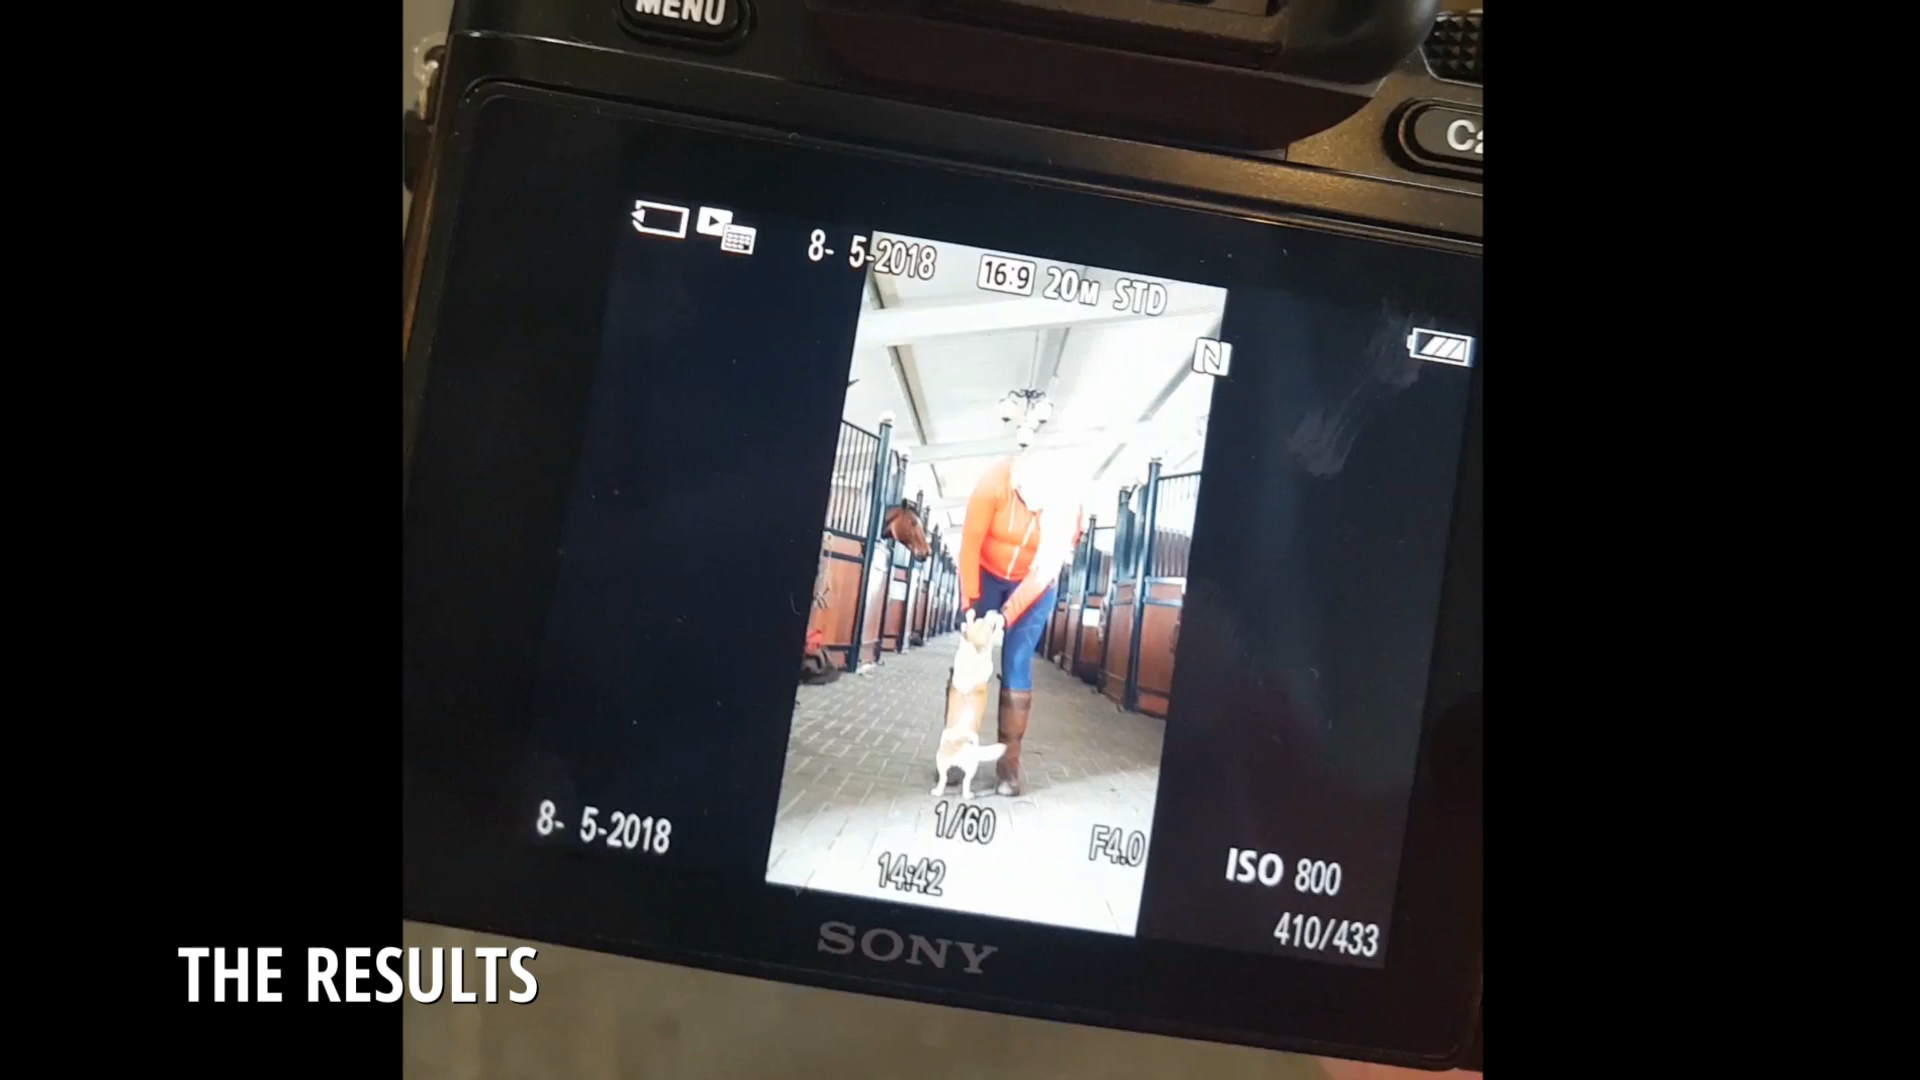 MENU
C2
8- 5-2018 16:9 20M STD
N
8- 5-2018
1/60
F4.0
ISO 800
14:42
410/433
SONY
THE RESULTS